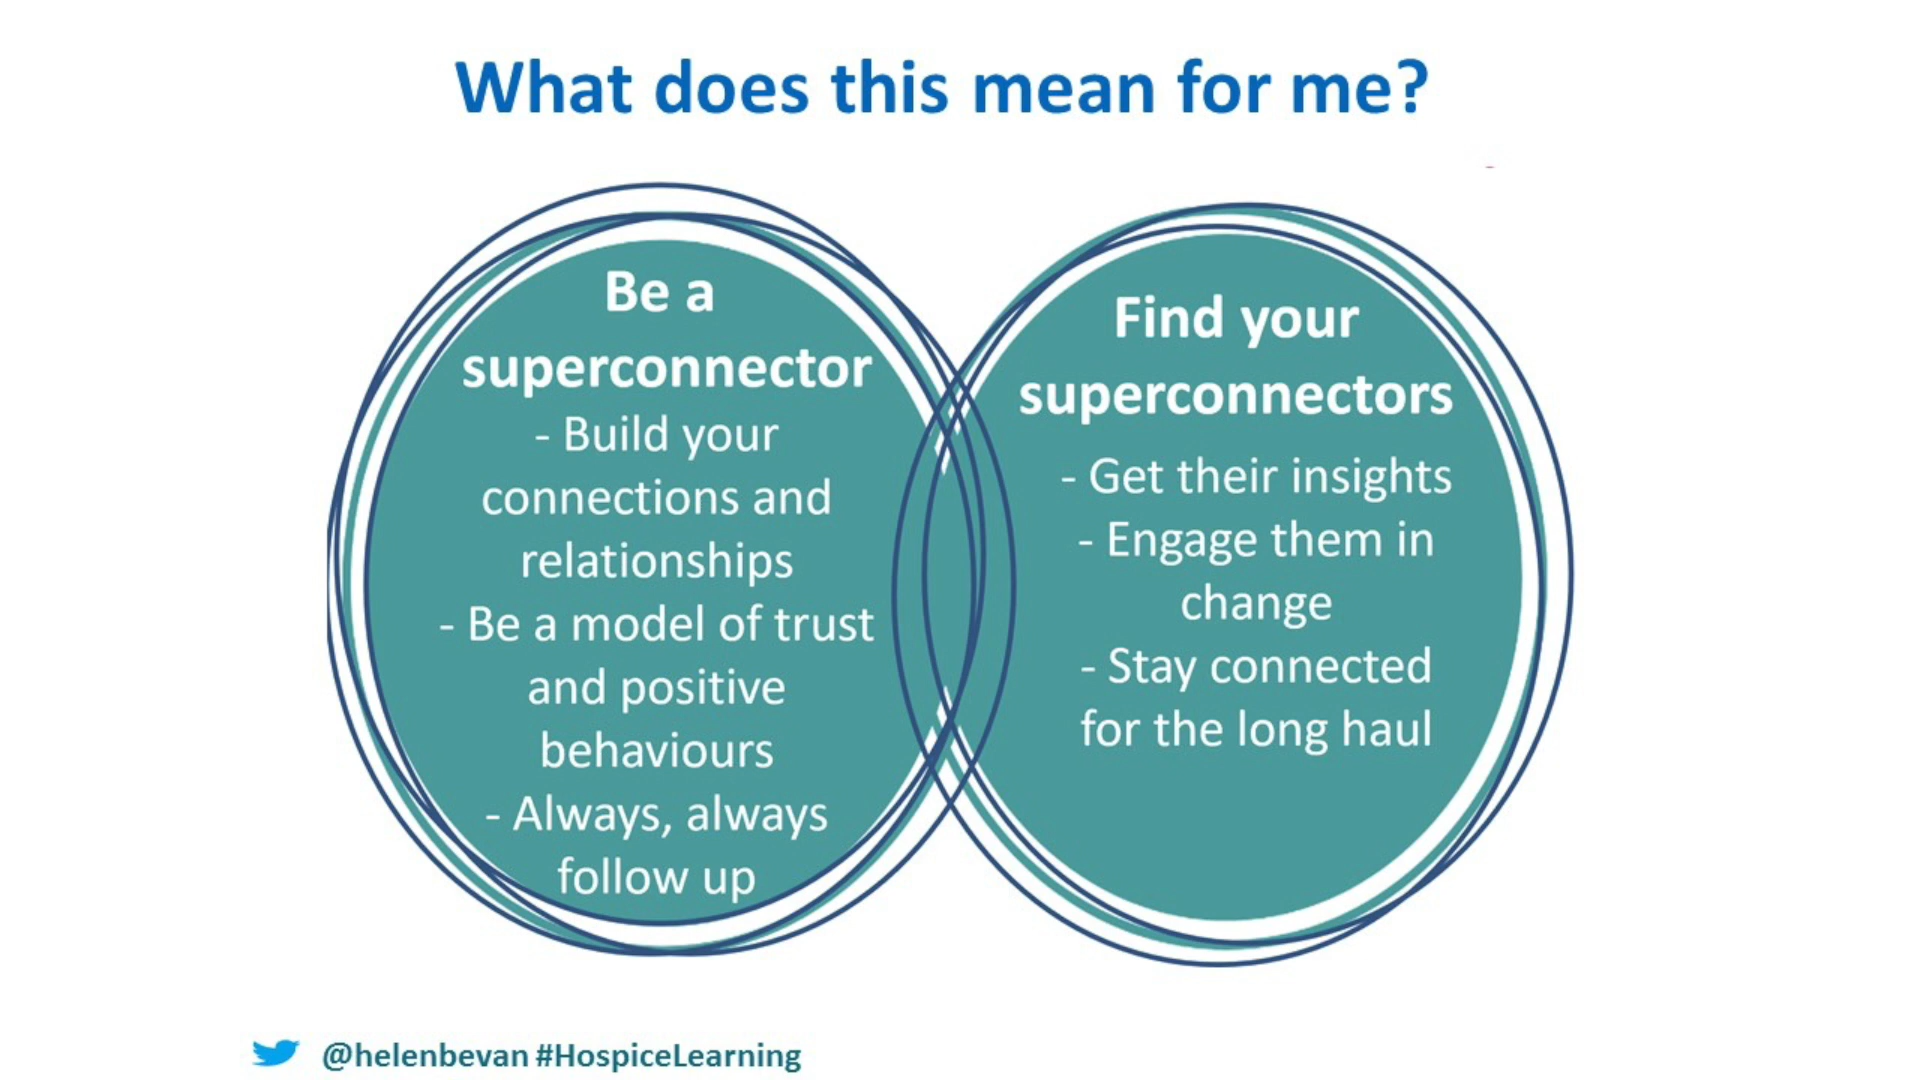 What does this mean for me?
Be a
superconnector
- Build your
connections and
relationships
- Be a model of trust
and positive
behaviours
- Always, always
follow up
Find your
superconnectors
- Get their insights
- Engage them in
change
- Stay connected
for the long haul
@helenbevan #HospiceLearning